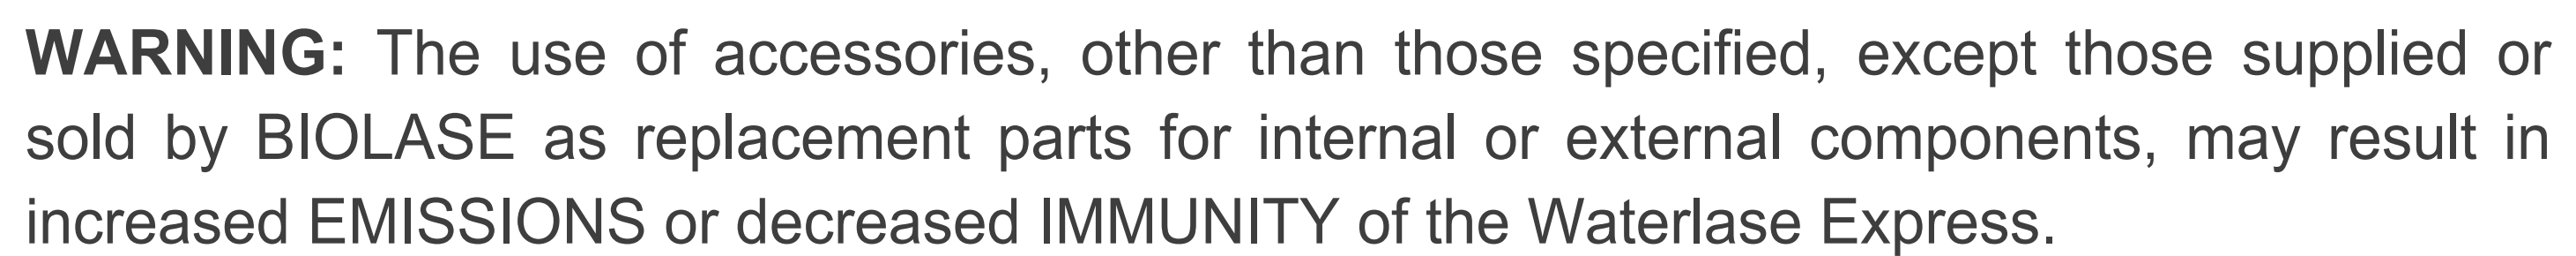 WARNING: The use of accessories, other than those specified, except those supplied or
sold by BIOLASE as replacement parts for internal or external components, may result in
increased EMISSIONS or decreased IMMUNITY of the Waterlase Express.